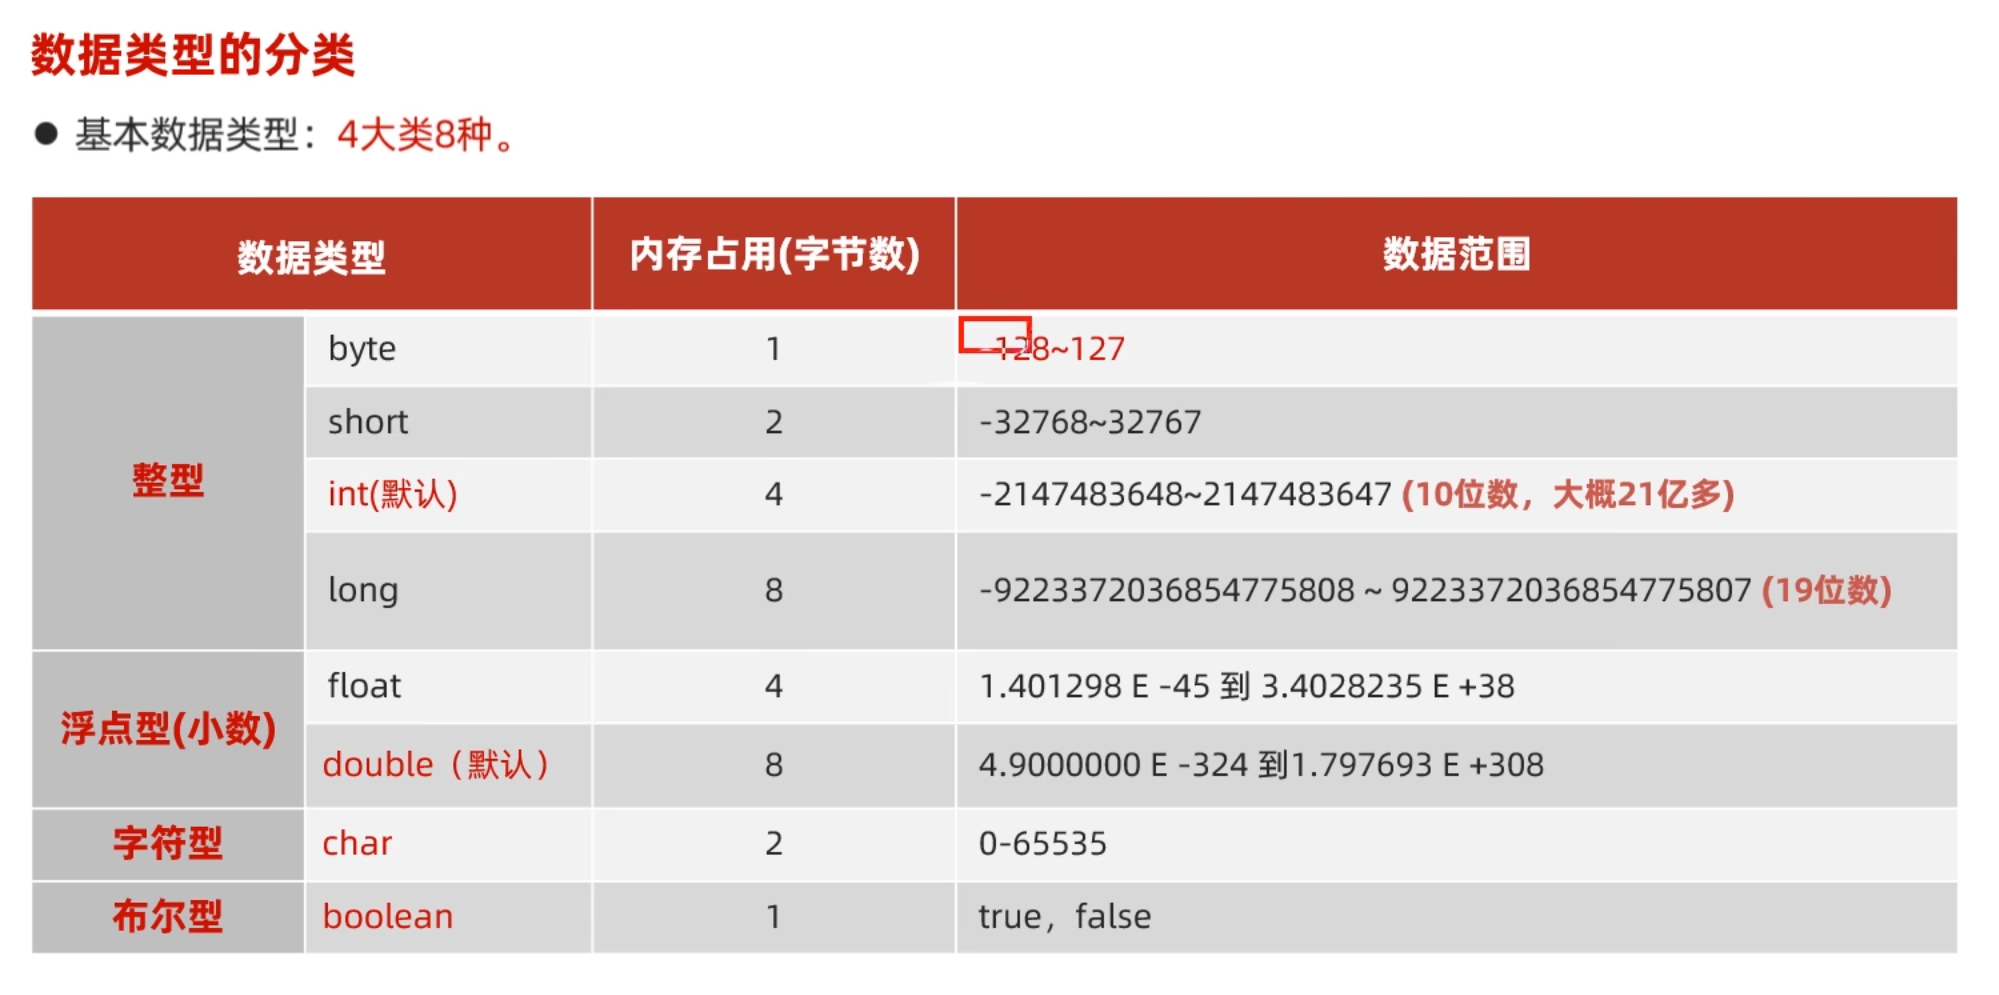 数据类型的分类
● 基本数据类型：4大类8种。
数据类型 内存占用(字节数) 数据范围
整型 byte 1 -128~127
short 2 -32768~32767
int(默认) 4 -2147483648~2147483647 (10位数，大概21亿多)
long 8 -9223372036854775808 ~ 9223372036854775807 (19位数)
浮点型(小数) float 4 1.401298 E -45 到 3.4028235 E +38
double（默认） 8 4.9000000 E -324 到1.797693 E +308
字符型 char 2 0-65535
布尔型 boolean 1 true，false